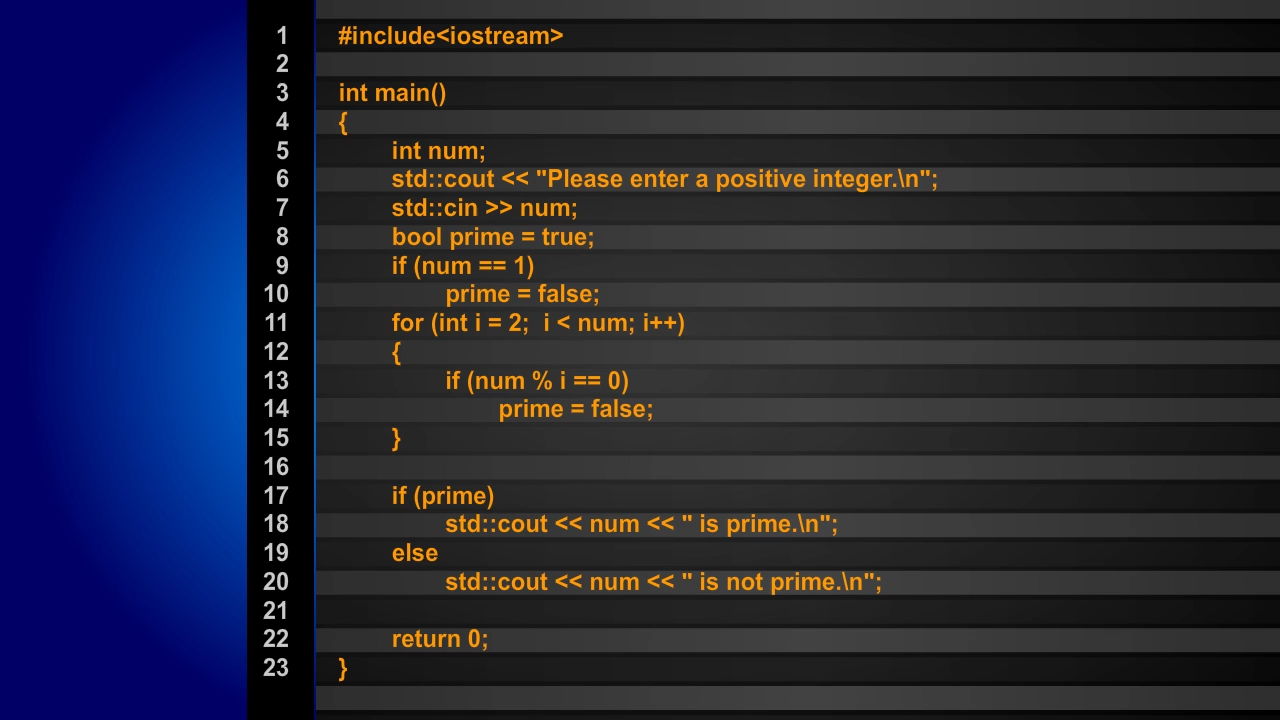 1 #include<iostream>
2
3 int main()
4 {
5 int num;
6 std::cout << "Please enter a positive integer.\n";
7 std::cin >> num;
8 bool prime = true;
9 if (num == 1)
10 prime = false;
11 for (int i = 2;  i < num; i++)
12 {
13 if (num % i == 0)
14 prime = false;
15 }
16
17 if (prime)
18 std::cout << num << " is prime.\n";
19 else
20 std::cout << num << " is not prime.\n";
21
22 return 0;
23 }